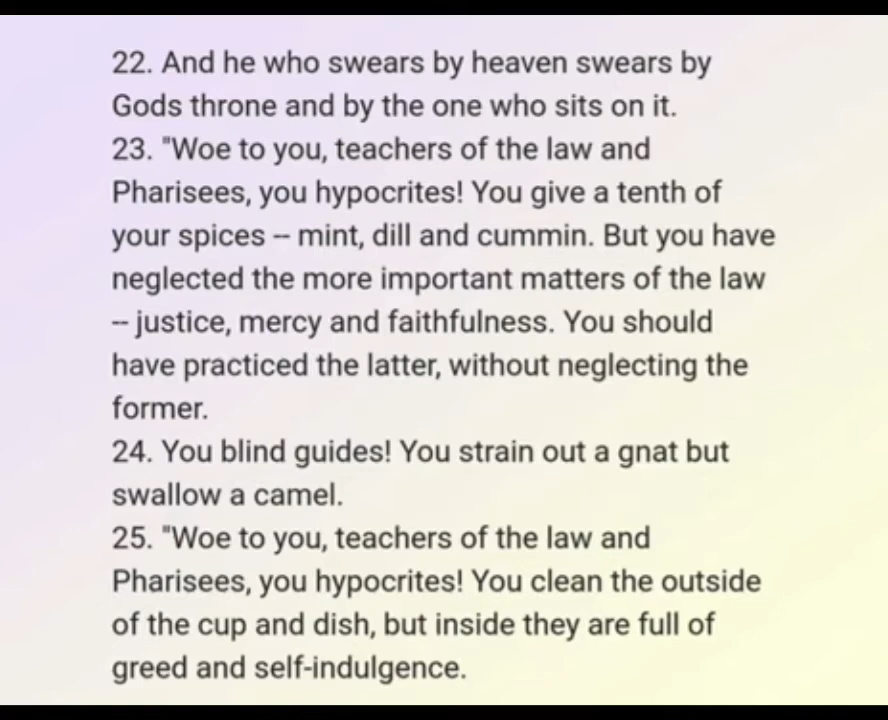 22. And he who swears by heaven swears by
Gods throne and by the one who sits on it.
23. "Woe to you, teachers of the law and
Pharisees, you hypocrites! You give a tenth of
your spices -- mint, dill and cummin. But you have
neglected the more important matters of the law
-- justice, mercy and faithfulness. You should
have practiced the latter, without neglecting the
former.
24. You blind guides! You strain out a gnat but
swallow a camel.
25. "Woe to you, teachers of the law and
Pharisees, you hypocrites! You clean the outside
of the cup and dish, but inside they are full of
greed and self-indulgence.